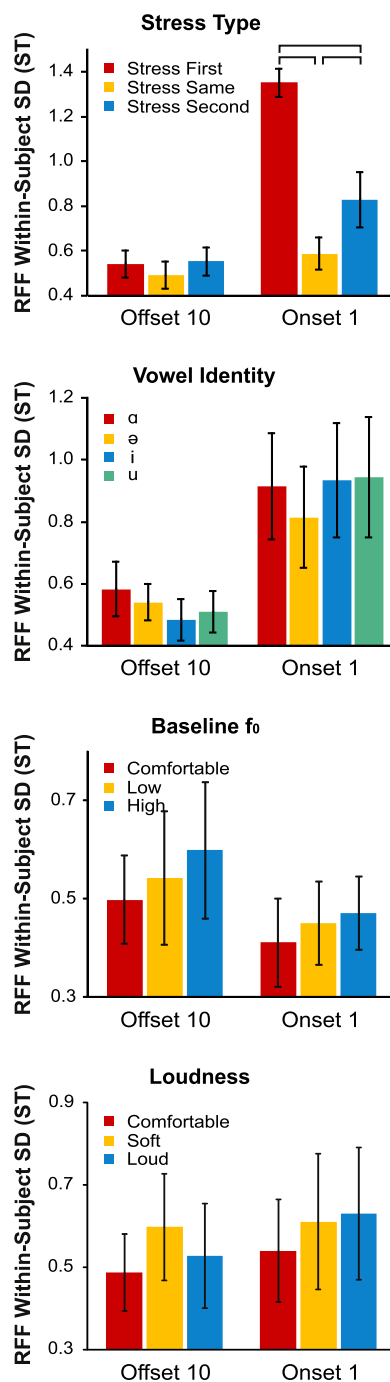 Stress Type
RFF Within-Subject SD (ST)
1.4
1.2
1.0
0.8
0.6
0.4
Stress First
Stress Same
Stress Second
Offset 10
Onset 1
Vowel Identity
RFF Within-Subject SD (ST)
1.2
1.0
0.8
0.6
0.4
ɑ
ə
i
u
Offset 10
Onset 1
Baseline f₀
RFF Within-Subject SD (ST)
0.7
0.5
0.3
Comfortable
Low
High
Offset 10
Onset 1
Loudness
RFF Within-Subject SD (ST)
0.9
0.7
0.5
0.3
Comfortable
Soft
Loud
Offset 10
Onset 1